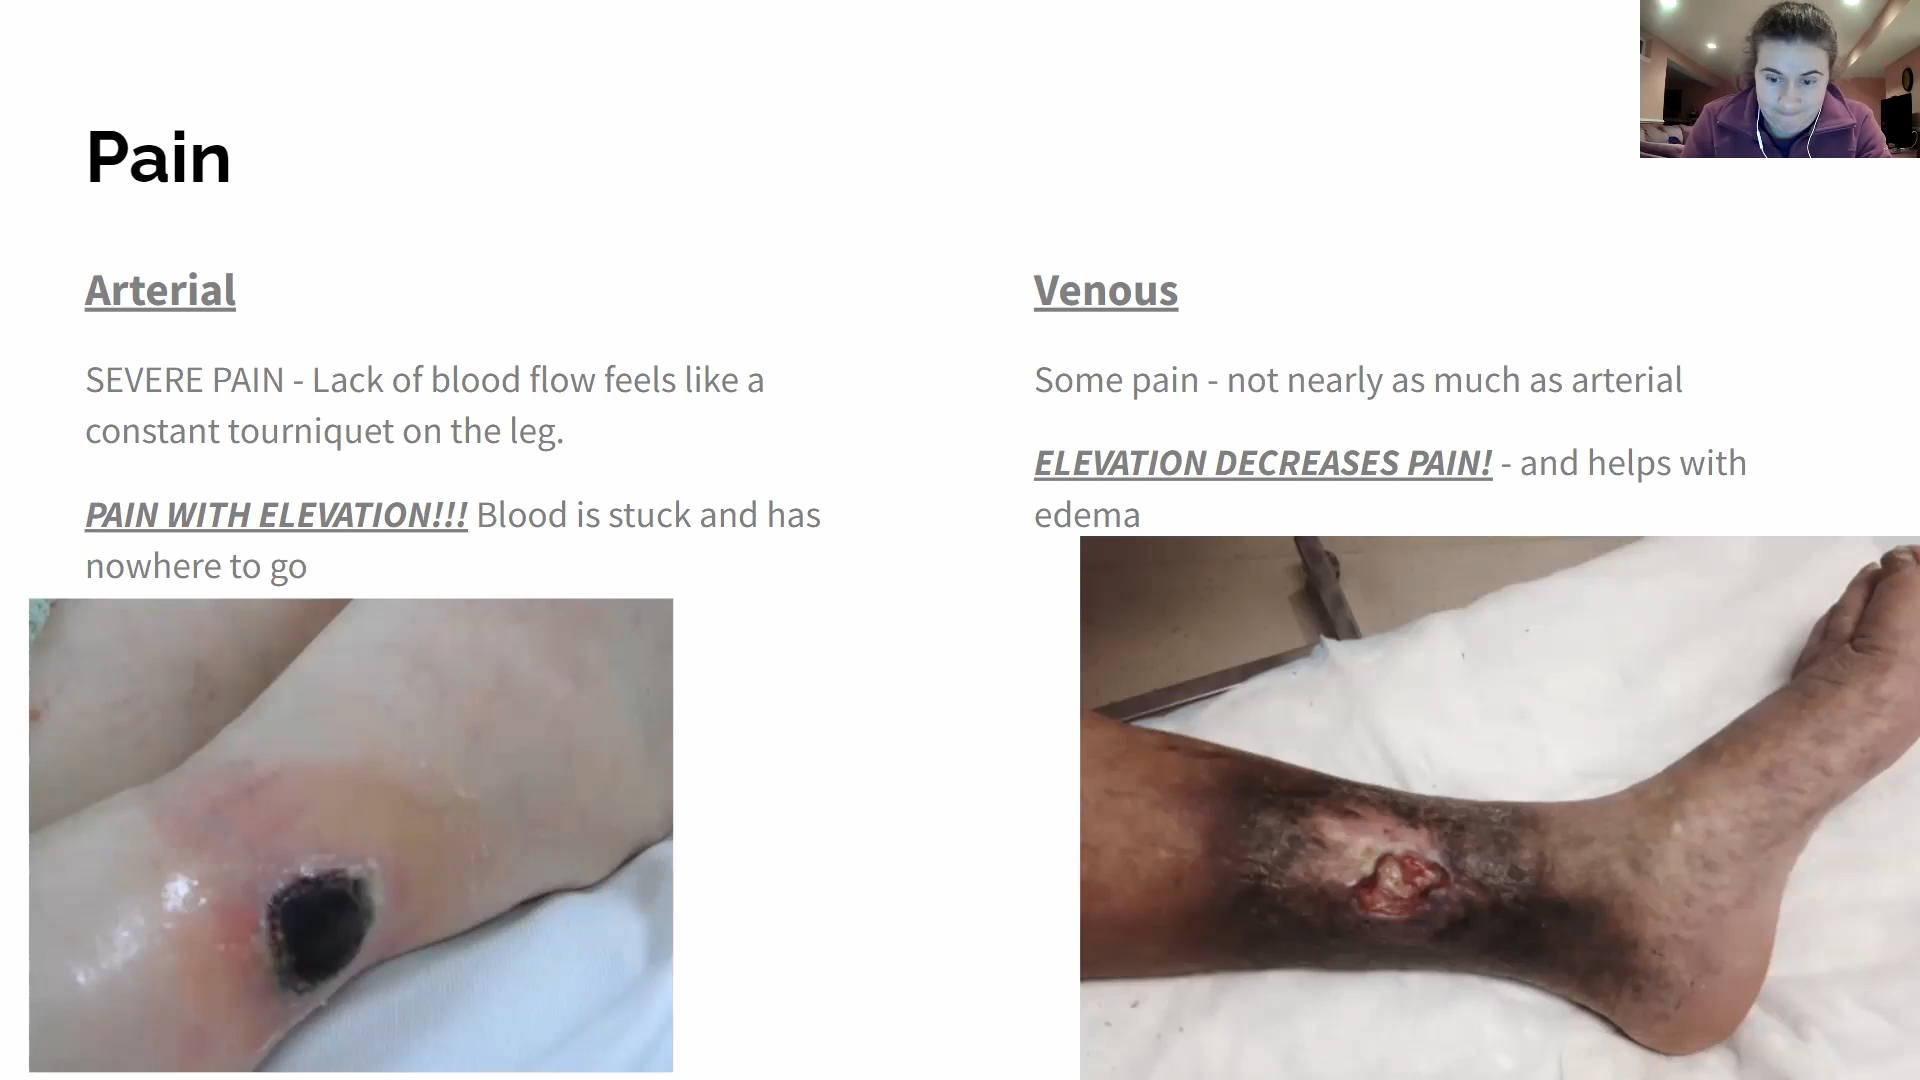 Pain
Arterial
SEVERE PAIN - Lack of blood flow feels like a
constant tourniquet on the leg.
PAIN WITH ELEVATION!!! Blood is stuck and has
nowhere to go
Venous
Some pain - not nearly as much as arterial
ELEVATION DECREASES PAIN! - and helps with
edema